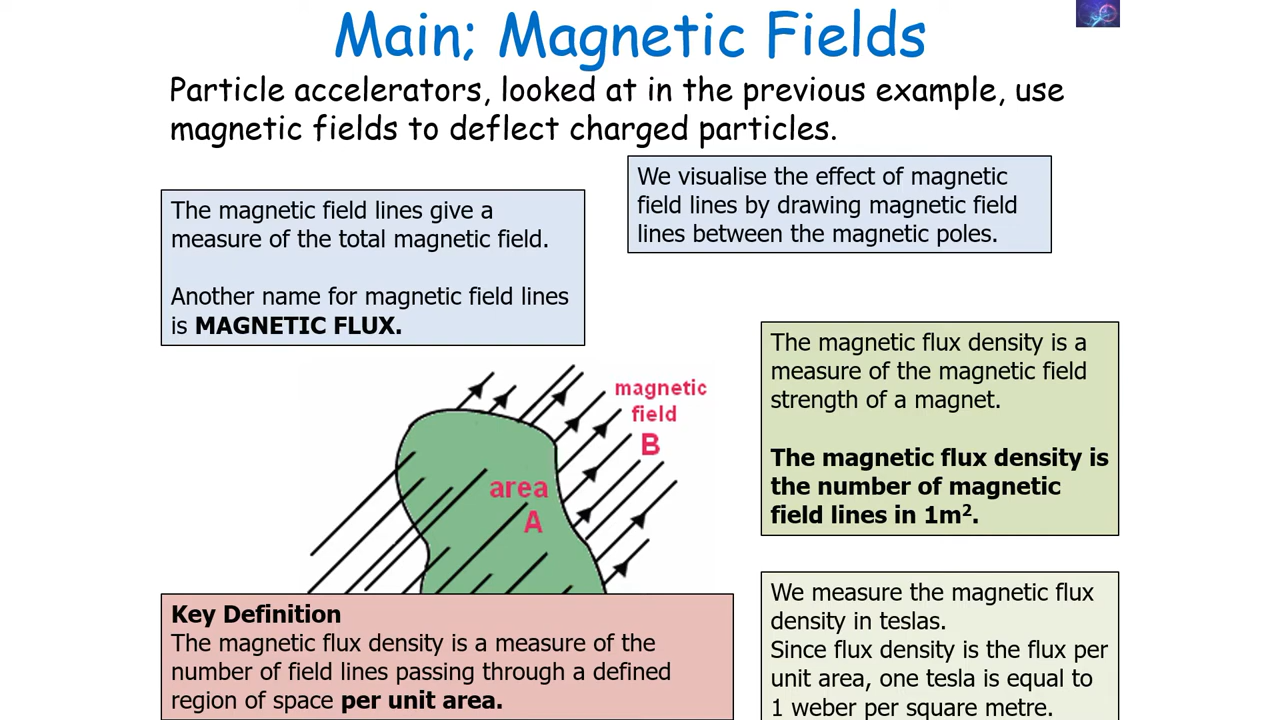 Main; Magnetic Fields
Particle accelerators, looked at in the previous example, use
magnetic fields to deflect charged particles.
The magnetic field lines give a
measure of the total magnetic field.
Another name for magnetic field lines
is MAGNETIC FLUX.
We visualise the effect of magnetic
field lines by drawing magnetic field
lines between the magnetic poles.
magnetic
field
B
area
A
The magnetic flux density is a
measure of the magnetic field
strength of a magnet.
The magnetic flux density is
the number of magnetic
field lines in 1m².
Key Definition
The magnetic flux density is a measure of the
number of field lines passing through a defined
region of space per unit area.
We measure the magnetic flux
density in teslas.
Since flux density is the flux per
unit area, one tesla is equal to
1 weber per square metre.